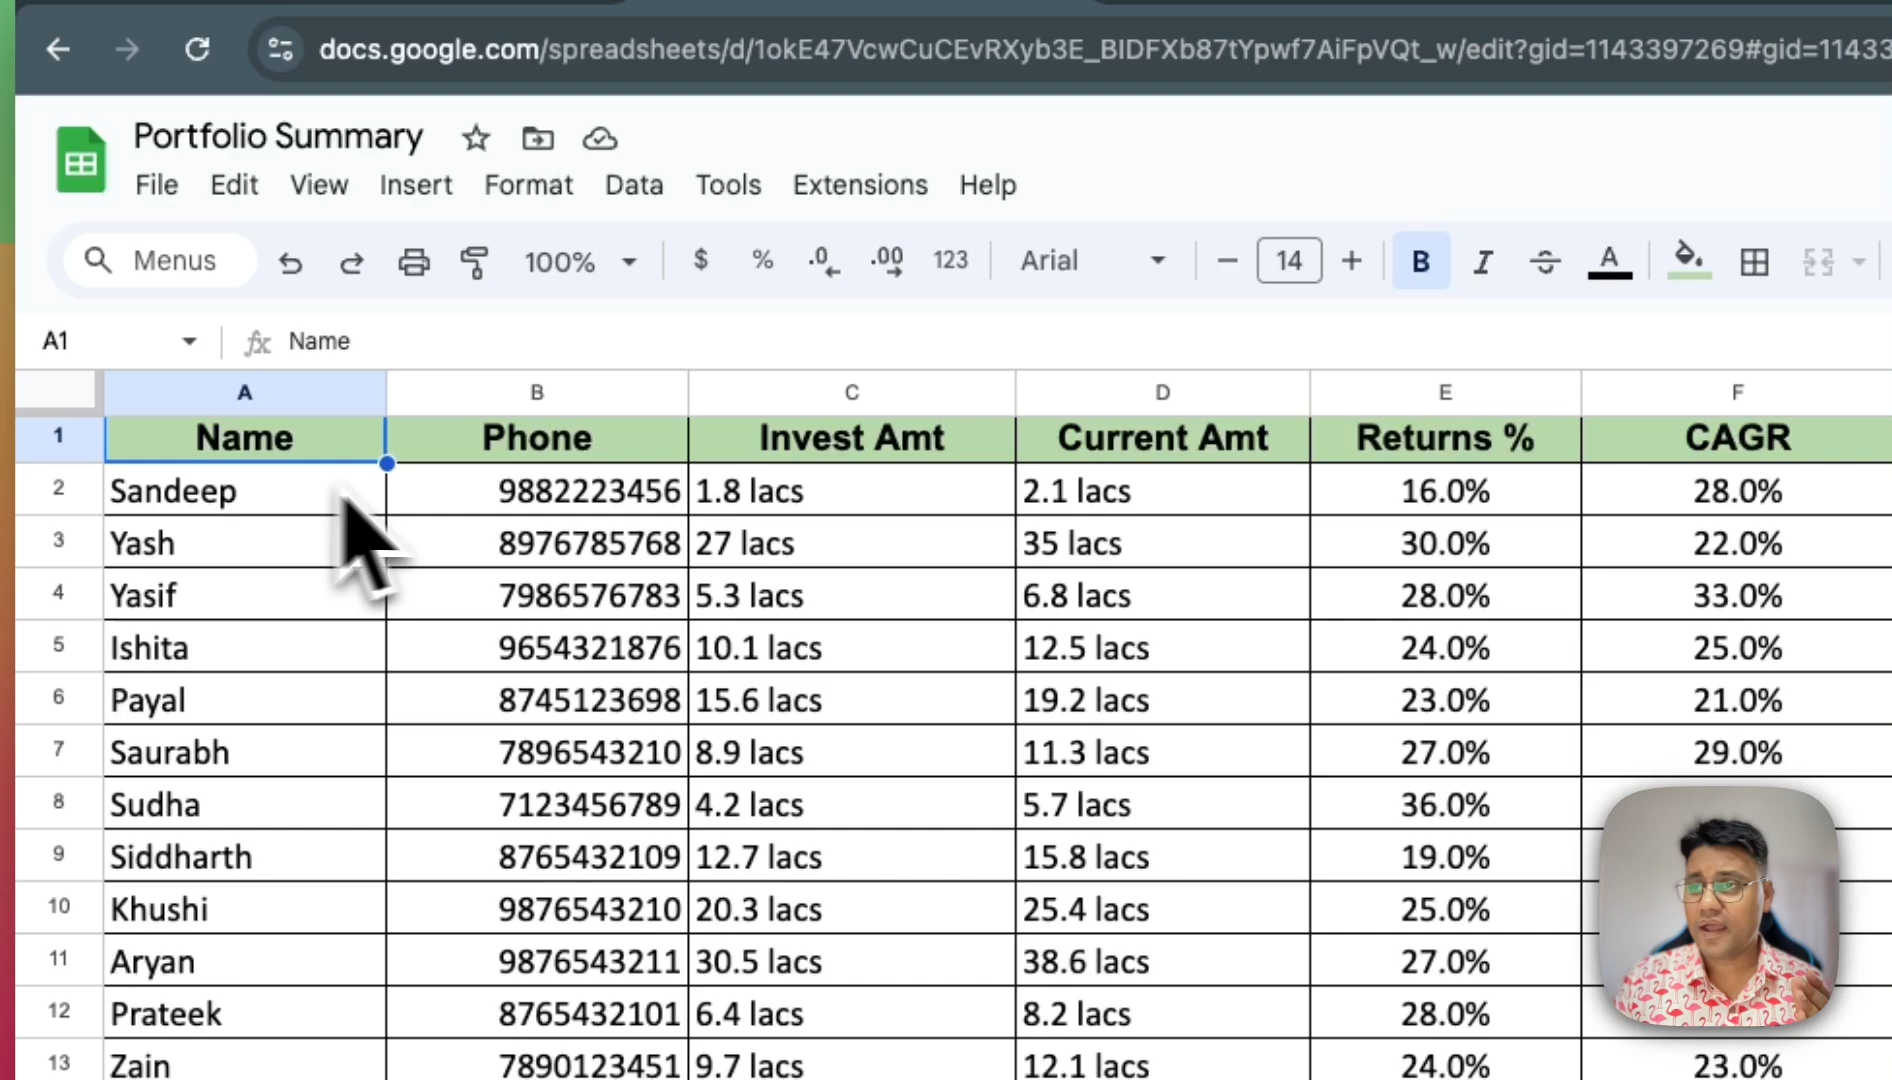 docs.google.com/spreadsheets/d/1okE47VcwCuCEvRXyb3E_BIDFXb87tYpwf7AiFpVQt_w/edit?gid=1143397269#gid=11433
Portfolio Summary
File Edit View Insert Format Data Tools Extensions Help
Menus 100% $ % .0 .00 123 Arial 14 B I A
A1 fx Name
A B C D E F
1 Name Phone Invest Amt Current Amt Returns % CAGR
2 Sandeep 9882223456 1.8 lacs 2.1 lacs 16.0% 28.0%
3 Yash 8976785768 27 lacs 35 lacs 30.0% 22.0%
4 Yasif 7986576783 5.3 lacs 6.8 lacs 28.0% 33.0%
5 Ishita 9654321876 10.1 lacs 12.5 lacs 24.0% 25.0%
6 Payal 8745123698 15.6 lacs 19.2 lacs 23.0% 21.0%
7 Saurabh 7896543210 8.9 lacs 11.3 lacs 27.0% 29.0%
8 Sudha 7123456789 4.2 lacs 5.7 lacs 36.0%
9 Siddharth 8765432109 12.7 lacs 15.8 lacs 19.0%
10 Khushi 9876543210 20.3 lacs 25.4 lacs 25.0%
11 Aryan 9876543211 30.5 lacs 38.6 lacs 27.0%
12 Prateek 8765432101 6.4 lacs 8.2 lacs 28.0%
13 Zain 7890123451 9.7 lacs 12.1 lacs 24.0% 23.0%